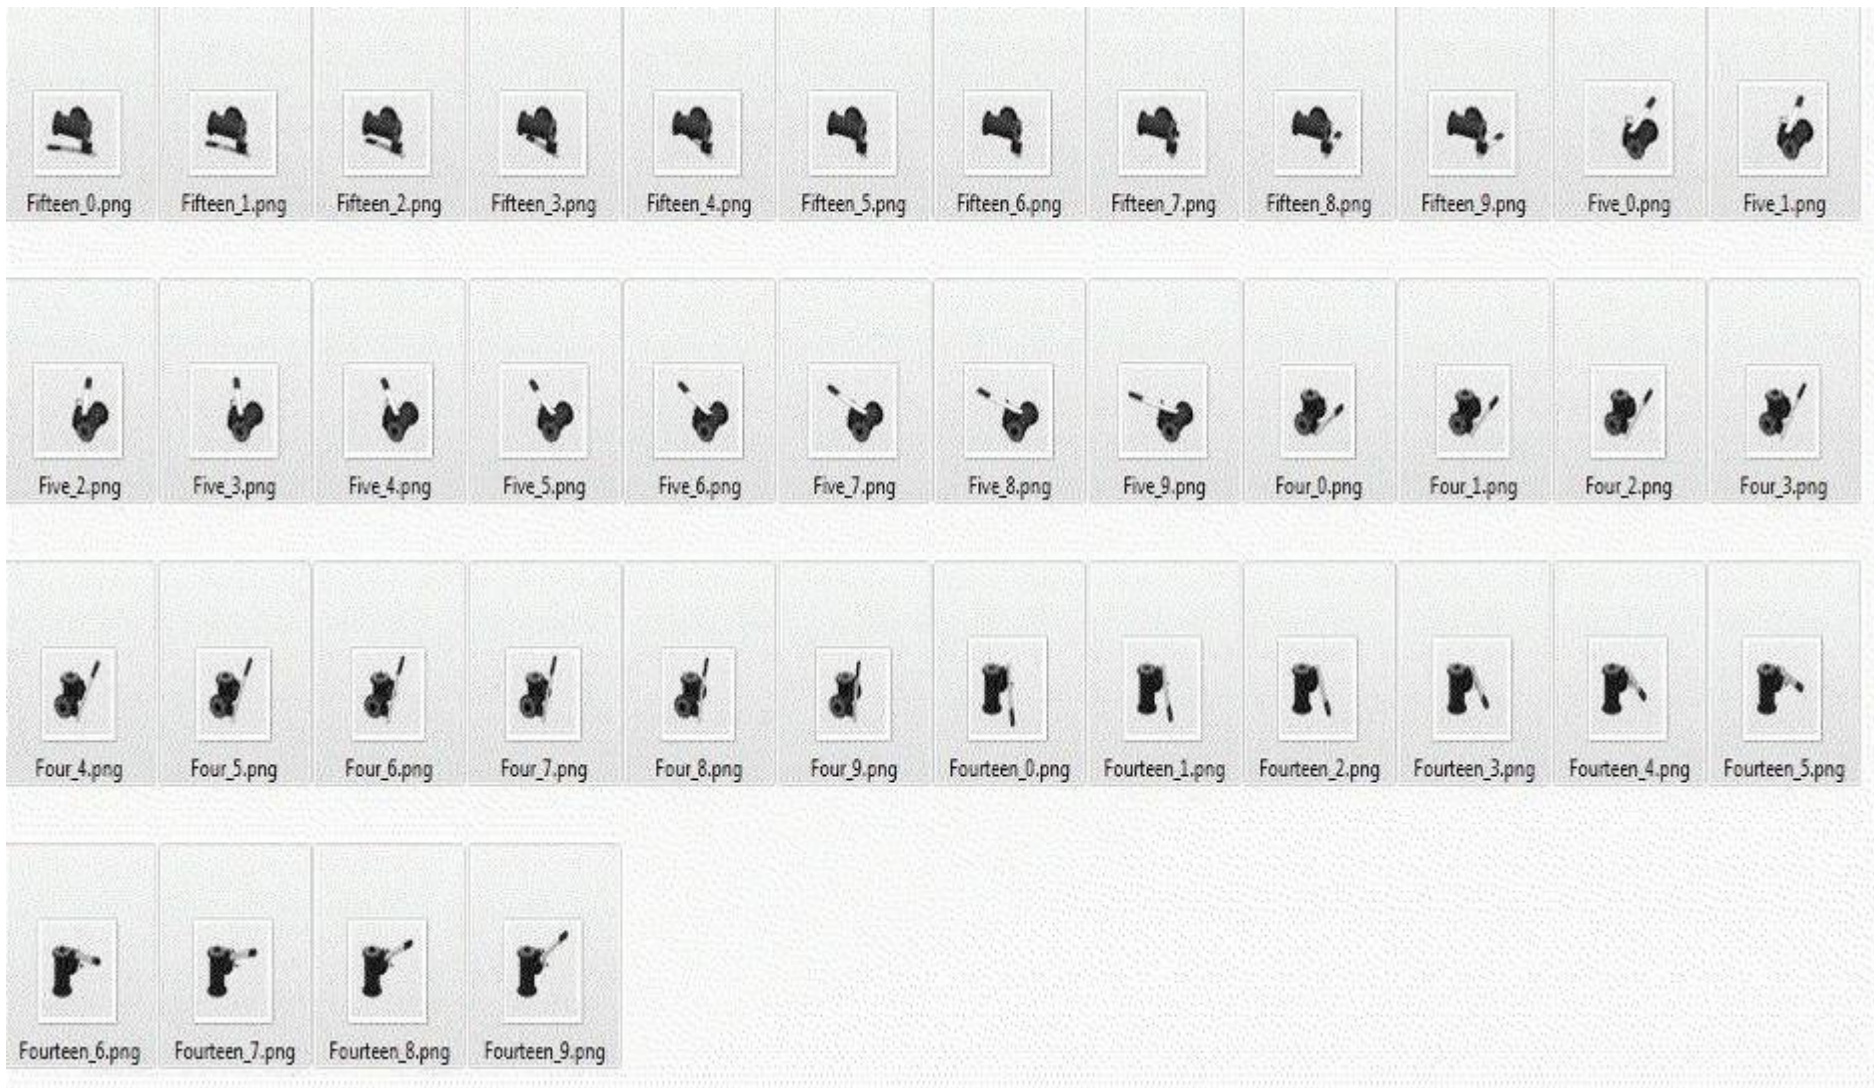 Fifteen_0.png Fifteen_1.png Fifteen_2.png Fifteen_3.png Fifteen_4.png Fifteen_5.png Fifteen_6.png Fifteen_7.png Fifteen_8.png Fifteen_9.png Five_0.png Five_1.png
Five_2.png Five_3.png Five_4.png Five_5.png Five_6.png Five_7.png Five_8.png Five_9.png Four_0.png Four_1.png Four_2.png Four_3.png
Four_4.png Four_5.png Four_6.png Four_7.png Four_8.png Four_9.png Fourteen_0.png Fourteen_1.png Fourteen_2.png Fourteen_3.png Fourteen_4.png Fourteen_5.png
Fourteen_6.png Fourteen_7.png Fourteen_8.png Fourteen_9.png